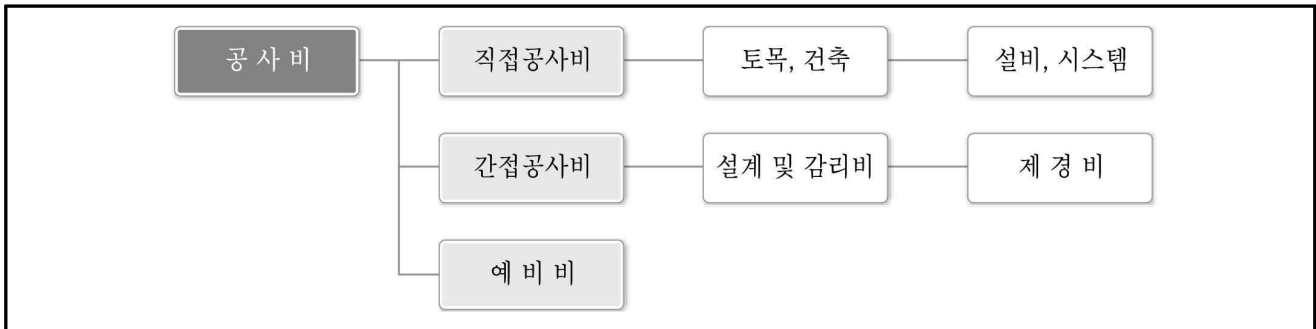 공 사 비 직접공사비 토목, 건축 설비, 시스템
간접공사비 설계 및 감리비 제 경 비
예 비 비